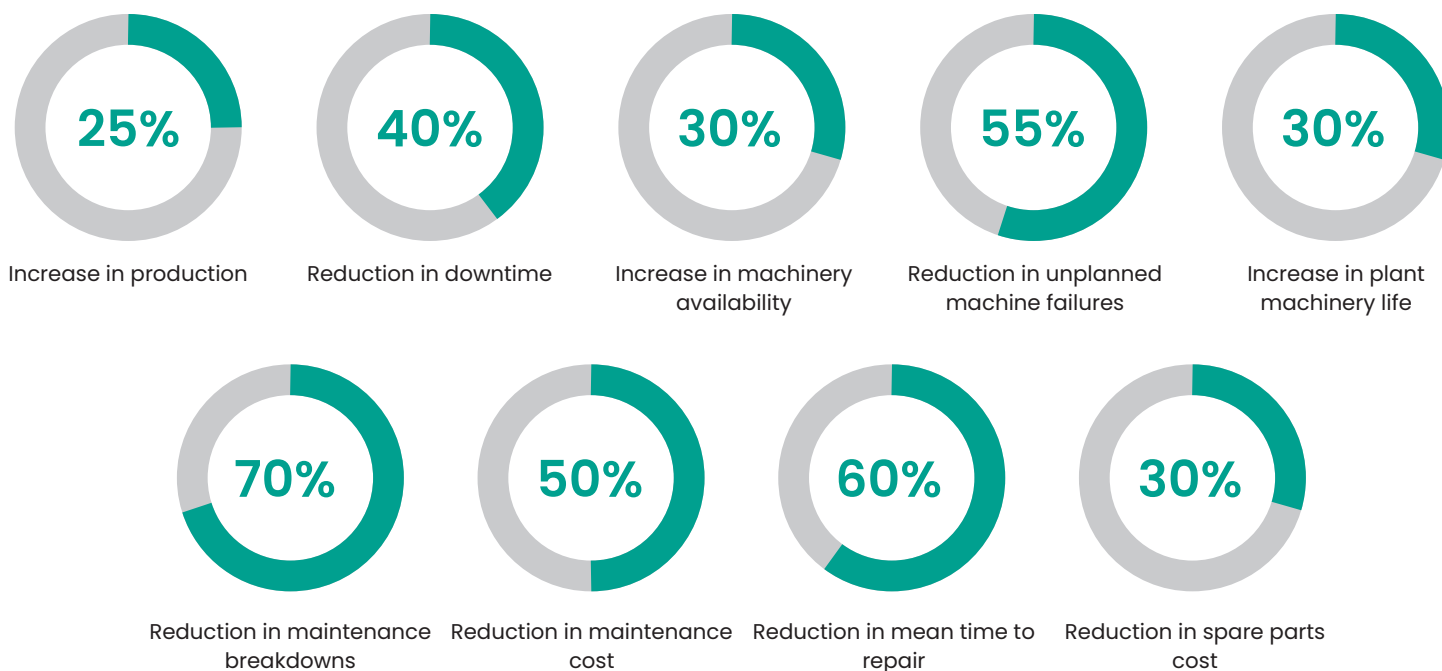 25%
40%
30%
55%
30%
Increase in production
Reduction in downtime
Increase in machinery
availability
Reduction in unplanned
machine failures
Increase in plant
machinery life
70%
50%
60%
30%
Reduction in maintenance
breakdowns
Reduction in maintenance
cost
Reduction in mean time to
repair
Reduction in spare parts
cost